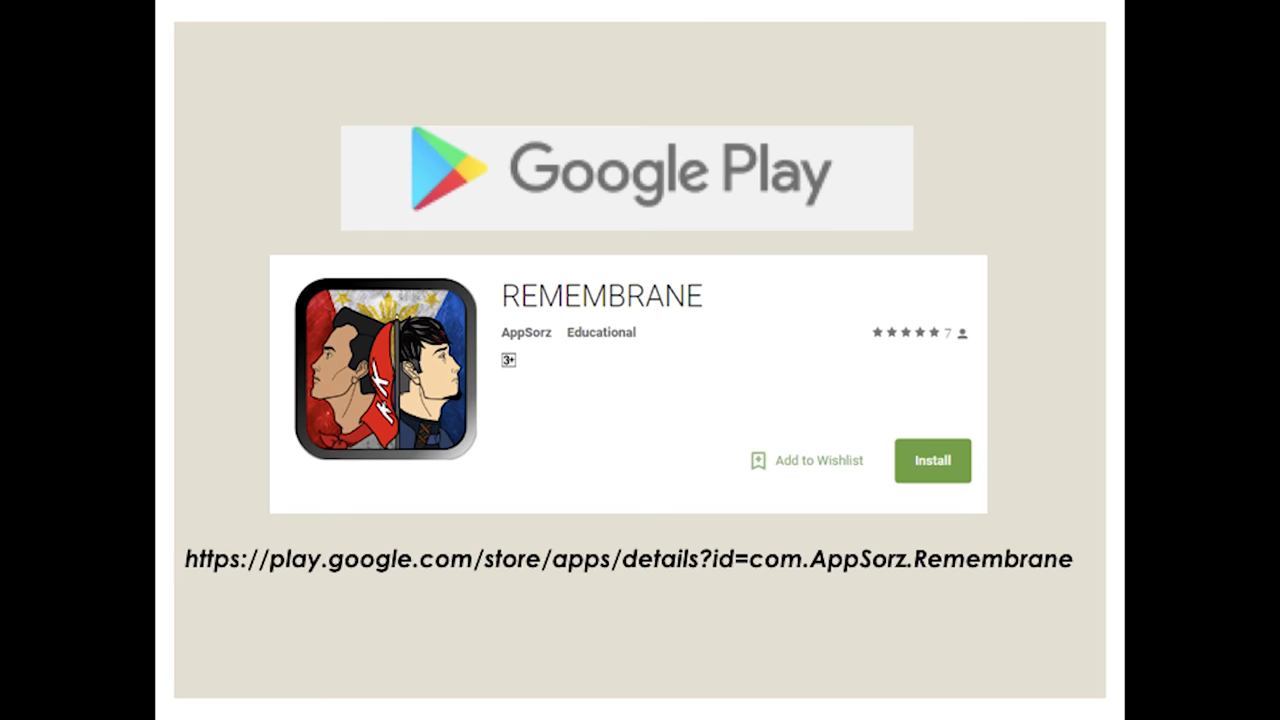 Google Play
REMEMBRANE
AppSorz Educational
7
3+
KK
Add to Wishlist
Install
https://play.google.com/store/apps/details?id=com.AppSorz.Remembrane